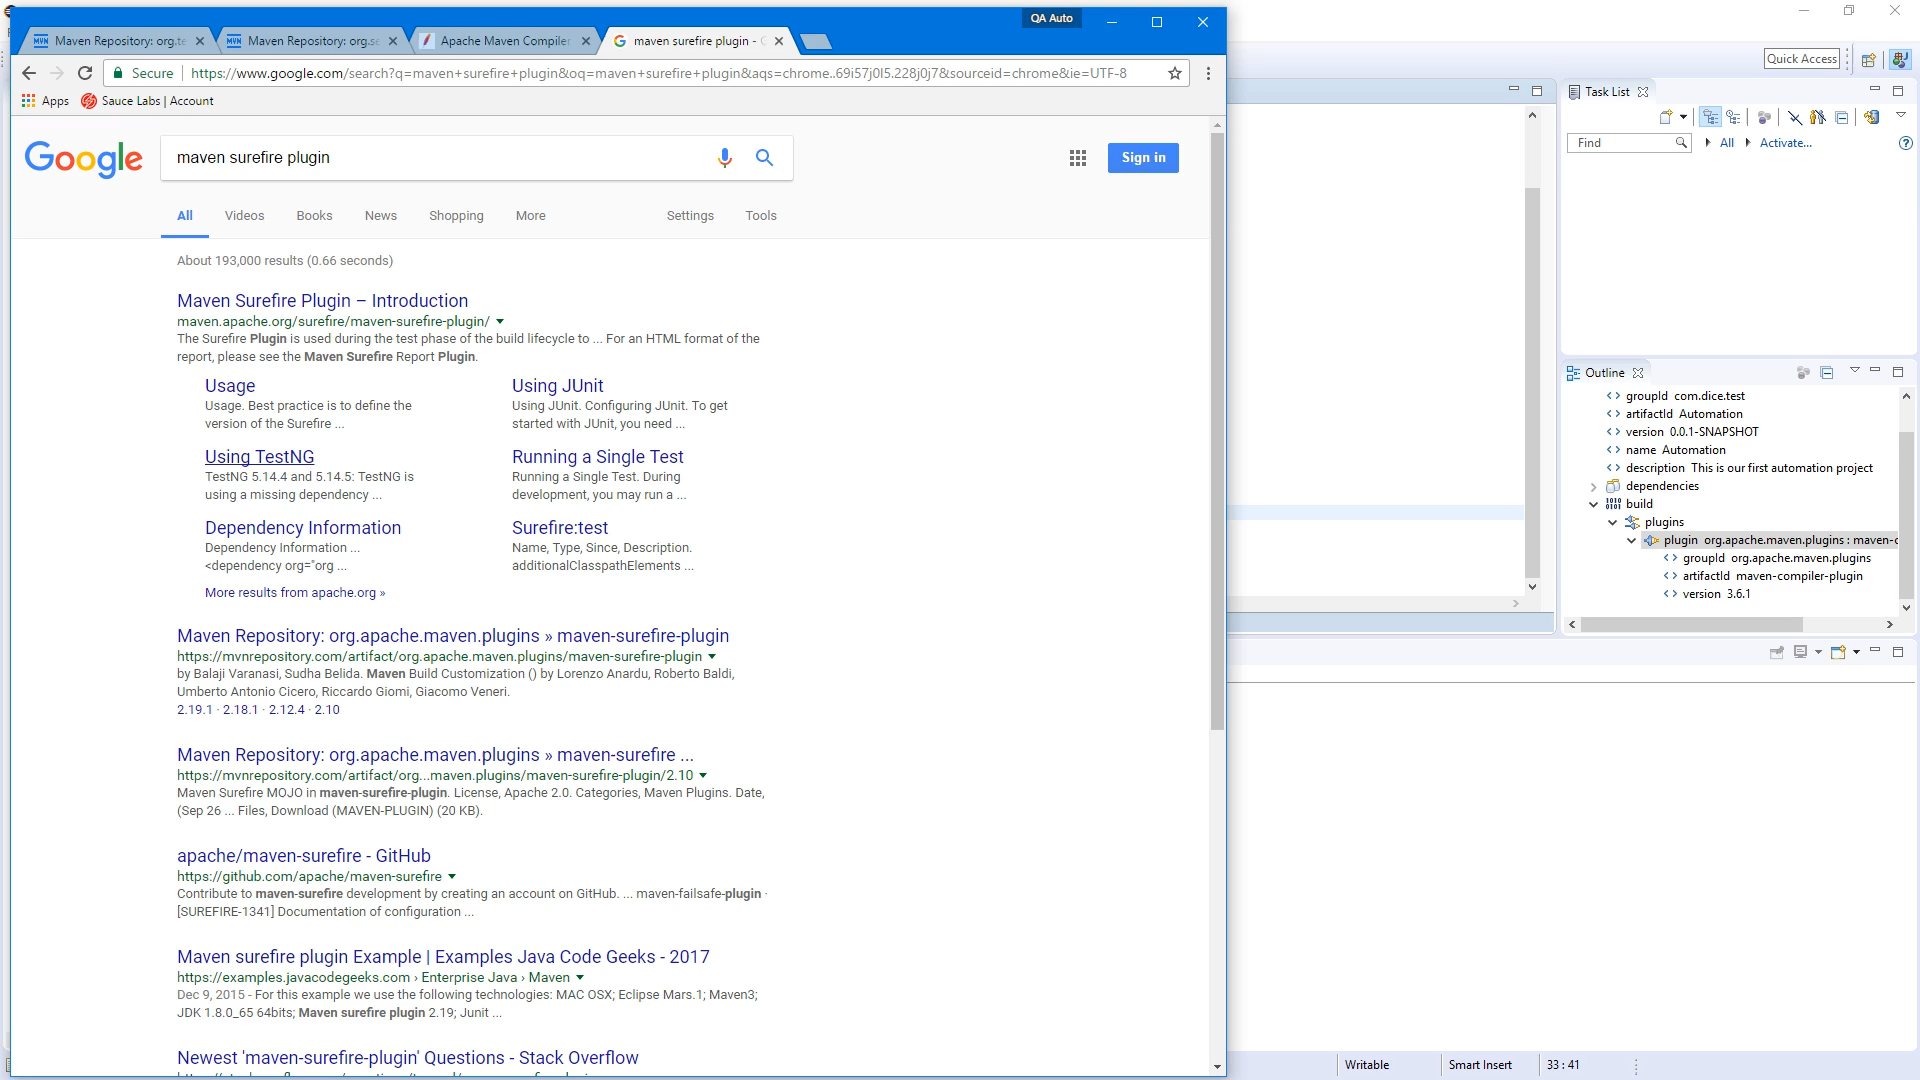 QA Auto
Maven Repository: org.te
Maven Repository: org.se
Apache Maven Compiler
maven surefire plugin - G
Secure
https://www.google.com/search?q=maven+surefire+plugin&oq=maven+surefire+plugin&aqs=chrome..69i57j0l5.228j0j7&sourceid=chrome&ie=UTF-8
Apps
Sauce Labs | Account
Google
maven surefire plugin
Sign in
All
Videos
Books
News
Shopping
More
Settings
Tools
About 193,000 results (0.66 seconds)
Maven Surefire Plugin – Introduction
maven.apache.org/surefire/maven-surefire-plugin/
The Surefire Plugin is used during the test phase of the build lifecycle to ... For an HTML format of the
report, please see the Maven Surefire Report Plugin.
Usage
Usage. Best practice is to define the
version of the Surefire ...
Using JUnit
Using JUnit. Configuring JUnit. To get
started with JUnit, you need ...
Using TestNG
TestNG 5.14.4 and 5.14.5: TestNG is
using a missing dependency ...
Running a Single Test
Running a Single Test. During
development, you may run a ...
Dependency Information
Dependency Information ...
<dependency org="org ...
Surefire:test
Name, Type, Since, Description.
additionalClasspathElements ...
More results from apache.org »
Maven Repository: org.apache.maven.plugins » maven-surefire-plugin
https://mvnrepository.com/artifact/org.apache.maven.plugins/maven-surefire-plugin
by Balaji Varanasi, Sudha Belida. Maven Build Customization () by Lorenzo Anardu, Roberto Baldi,
Umberto Antonio Cicero, Riccardo Giomi, Giacomo Veneri.
2.19.1 · 2.18.1 · 2.12.4 · 2.10
Maven Repository: org.apache.maven.plugins » maven-surefire ...
https://mvnrepository.com/artifact/org...maven.plugins/maven-surefire-plugin/2.10
Maven Surefire MOJO in maven-surefire-plugin. License, Apache 2.0. Categories, Maven Plugins. Date,
(Sep 26 ... Files, Download (MAVEN-PLUGIN) (20 KB).
apache/maven-surefire - GitHub
https://github.com/apache/maven-surefire
Contribute to maven-surefire development by creating an account on GitHub. ... maven-failsafe-plugin ·
[SUREFIRE-1341] Documentation of configuration ...
Maven surefire plugin Example | Examples Java Code Geeks - 2017
https://examples.javacodegeeks.com › Enterprise Java › Maven
Dec 9, 2015 - For this example we use the following technologies: MAC OSX; Eclipse Mars.1; Maven3;
JDK 1.8.0_65 64bits; Maven surefire plugin 2.19; Junit ...
Newest 'maven-surefire-plugin' Questions - Stack Overflow
Quick Access
Task List
Find
All
Activate...
Outline
groupId com.dice.test
artifactId Automation
version 0.0.1-SNAPSHOT
name Automation
description This is our first automation project
dependencies
build
plugins
plugin org.apache.maven.plugins : maven-c
groupId org.apache.maven.plugins
artifactId maven-compiler-plugin
version 3.6.1
Writable
Smart Insert
33 : 41